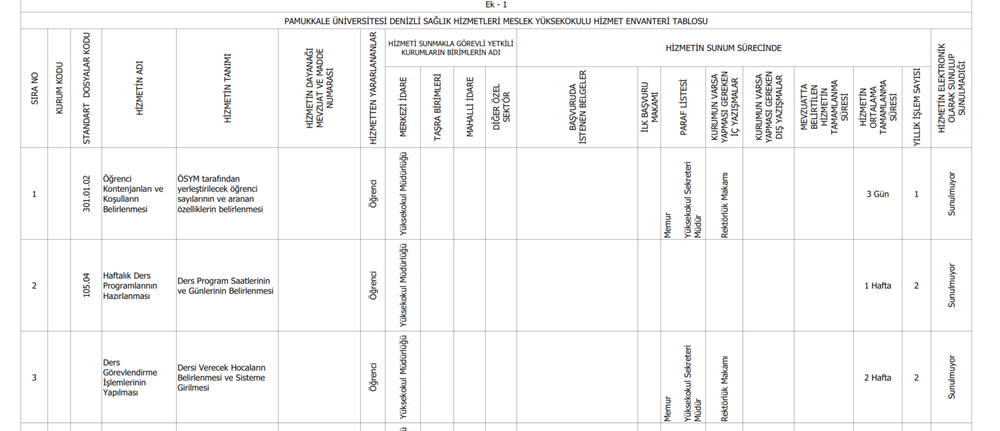 Ek - 1
PAMUKKALE ÜNİVERSİTESİ DENİZLİ SAĞLIK HİZMETLERİ MESLEK YÜKSEKOKULU HİZMET ENVANTERİ TABLOSU
SIRA NO
KURUM KODU
STANDART DOSYALAR KODU
HİZMETİN ADI
HİZMETİN TANIMI
HİZMETİN DAYANAĞI
MEVZUAT VE MADDE
NUMARASI
HİZMETTEN YARARLANANLAR
HİZMETİ SUNMAKLA GÖREVLİ YETKİLİ
KURUMLARIN BİRİMLERİN ADI
MERKEZİ İDARE
TAŞRA BİRİMLERİ
MAHALLİ İDARE
DİĞER ÖZEL
SEKTÖR
HİZMETİN SUNUM SÜRECİNDE
BAŞVURUDA
İSTENEN BELGELER
İLK BAŞVURU
MAKAMI
PARAF LİSTESİ
KURUMUN VARSA
YAPMASI GEREKEN
İÇ YAZIŞMALAR
KURUMUN VARSA
YAPMASI GEREKEN
DIŞ YAZIŞMALAR
MEVZUATTA
BELİRTİLEN
HİZMETİN
TAMAMLANMA
SÜRESİ
HİZMETİN
ORTALAMA
TAMAMLANMA
SÜRESİ
YILLIK İŞLEM SAYISI
HİZMETİN ELEKTRONİK
OLARAK SUNULUP
SUNULMADIĞI
1
301.01.02
Öğrenci
Kontenjanları ve
Koşulların
Belirlenmesi
ÖSYM tarafından
yerleştirilecek öğrenci
sayılarının ve aranan
özelliklerin belirlenmesi
Öğrenci
Yüksekokul Müdürlüğü
Memur
Yüksekokul Sekreteri
Müdür
Rektörlük Makamı
3 Gün
1
Sunulmuyor
2
105.04
Haftalık Ders
Programlarının
Hazırlanması
Ders Program Saatlerinin
ve Günlerinin Belirlenmesi
Öğrenci
Yüksekokul Müdürlüğü
1 Hafta
2
Sunulmuyor
3
Ders
Görevlendirme
İşlemlerinin
Yapılması
Dersi Verecek Hocaların
Belirlenmesi ve Sisteme
Girilmesi
Öğrenci
Yüksekokul Müdürlüğü
Memur
Yüksekokul Sekreteri
Müdür
Rektörlük Makamı
2 Hafta
2
Sunulmuyor